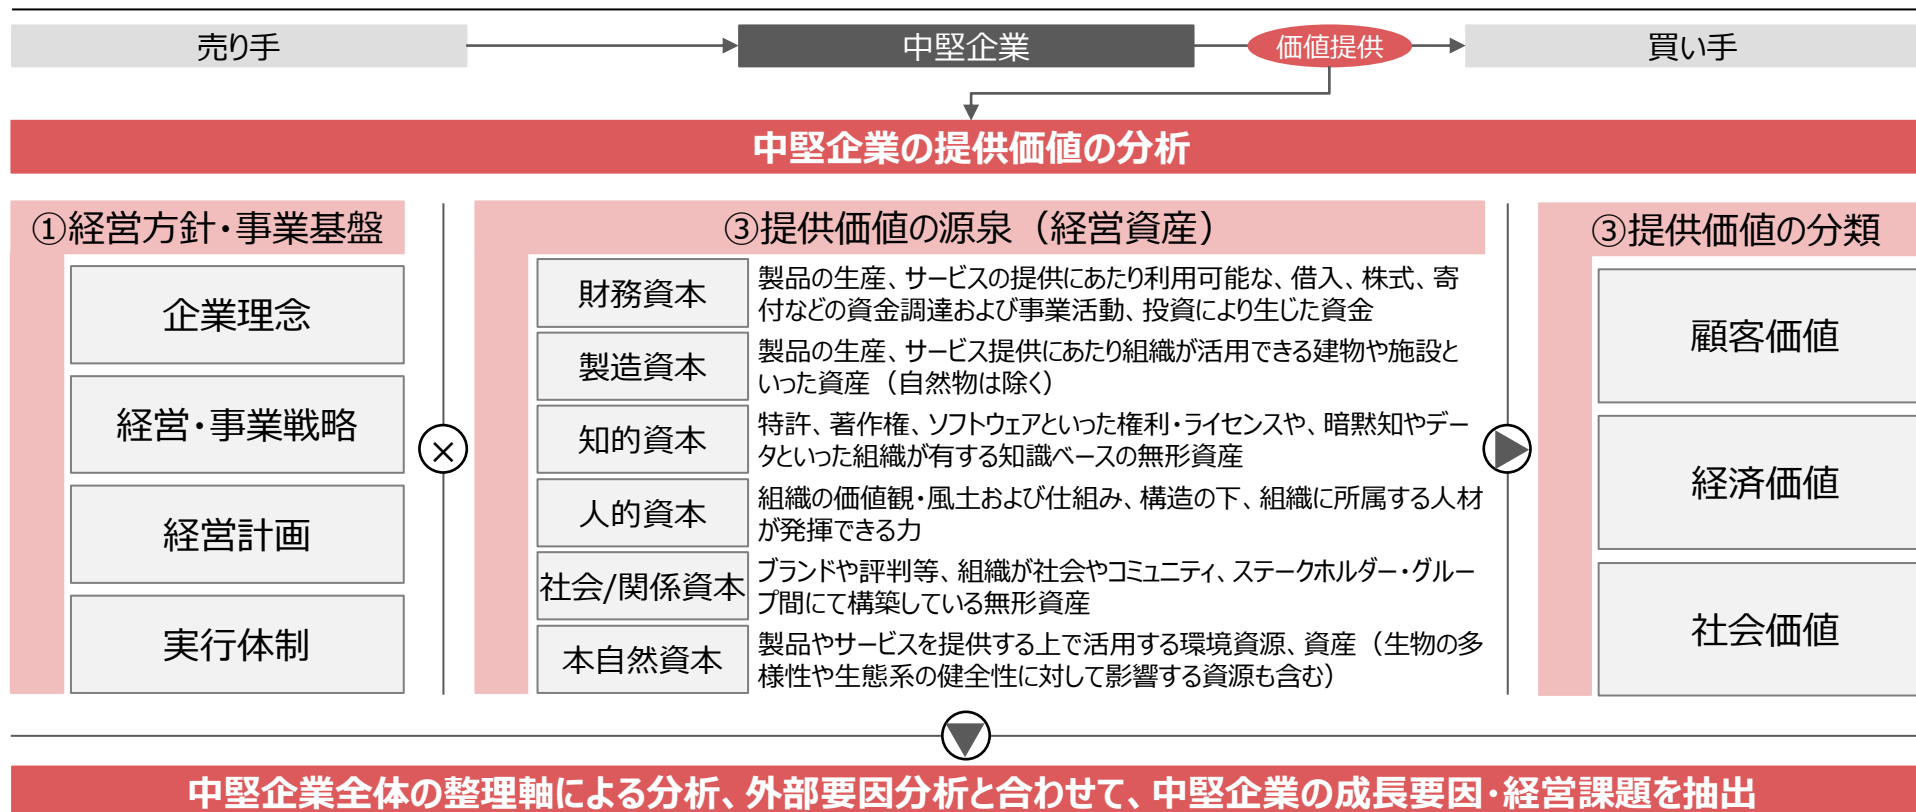 売り手
中堅企業
価値提供
買い手
中堅企業の提供価値の分析
①経営方針・事業基盤
企業理念
経営・事業戦略
経営計画
実行体制
×
③提供価値の源泉（経営資産）
財務資本
製品の生産、サービスの提供にあたり利用可能な、借入、株式、寄
付などの資金調達および事業活動、投資により生じた資金
製造資本
製品の生産、サービス提供にあたり組織が活用できる建物や施設と
いった資産（自然物は除く）
知的資本
特許、著作権、ソフトウェアといった権利・ライセンスや、暗黙知やデー
タといった組織が有する知識ベースの無形資産
人的資本
組織の価値観・風土および仕組み、構造の下、組織に所属する人材
が発揮できる力
社会/関係資本
ブランドや評判等、組織が社会やコミュニティ、ステークホルダー・グルー
プ間にて構築している無形資産
本自然資本
製品やサービスを提供する上で活用する環境資源、資産（生物の多
様性や生態系の健全性に対して影響する資源も含む）
③提供価値の分類
顧客価値
経済価値
社会価値
中堅企業全体の整理軸による分析、外部要因分析と合わせて、中堅企業の成長要因・経営課題を抽出